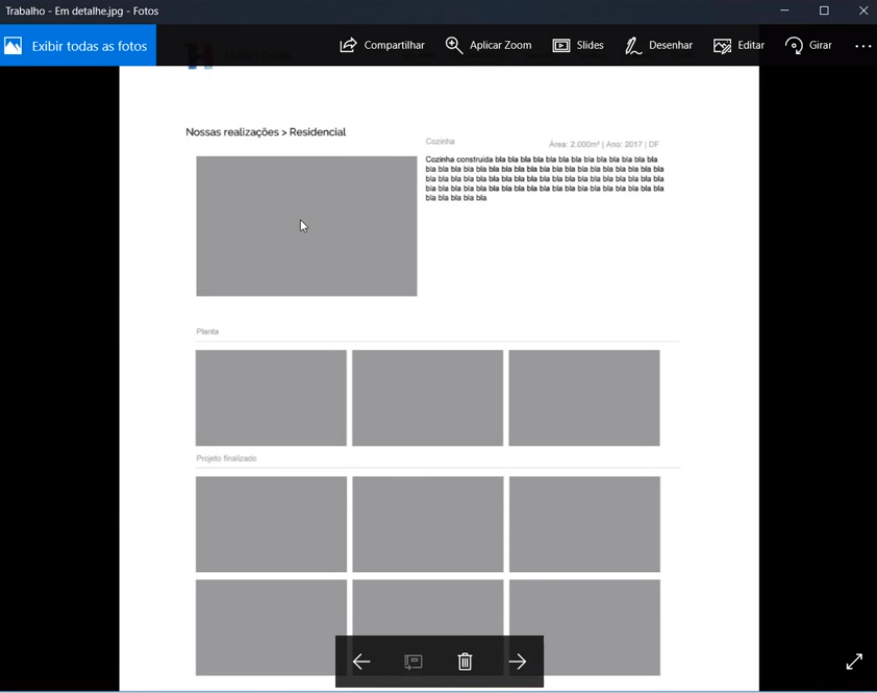 Trabalho - Em detalhe.jpg - Fotos
Exibir todas as fotos
Compartilhar
Aplicar Zoom
Slides
Desenhar
Editar
Girar
Nossas realizações > Residencial
Cozinha
Área: 2.000m² | Ano: 2017 | DF
Cozinha construida bla bla bla bla bla bla bla bla bla bla bla bla bla
bla bla bla bla bla bla bla bla bla bla bla bla bla bla bla bla bla bla bla bla
bla bla bla bla bla bla bla bla bla bla bla bla bla bla bla bla bla bla bla
bla bla bla bla bla bla bla bla bla bla bla bla bla bla bla bla bla bla bla
bla bla bla bla bla
Planta
Projeto finalizado